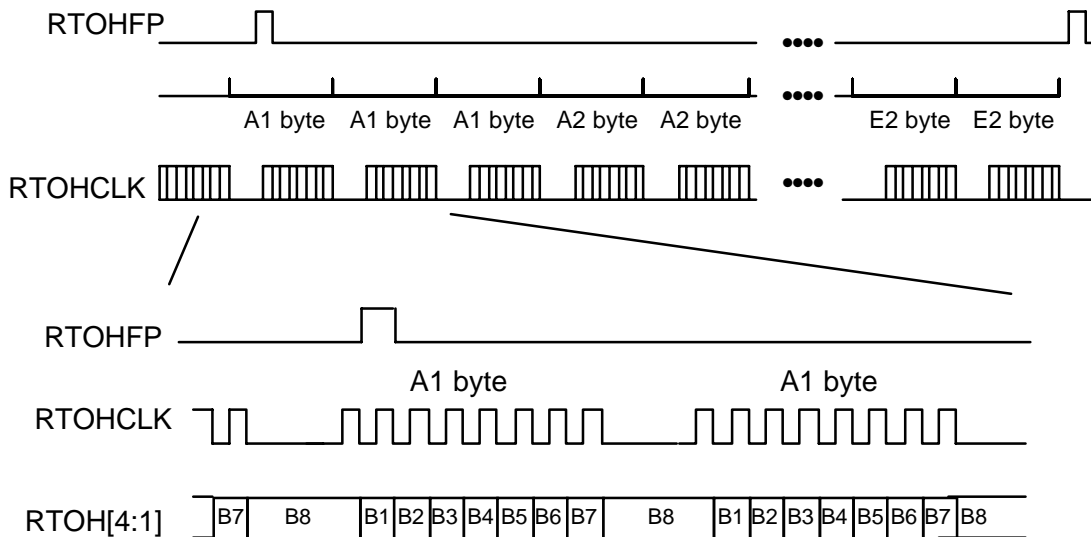 RTOHFP
A1 byte A1 byte A1 byte A2 byte A2 byte E2 byte E2 byte
RTOHCLK
RTOHFP
A1 byte A1 byte
RTOHCLK
RTOH[4:1] B7 B8 B1 B2 B3 B4 B5 B6 B7 B8 B1 B2 B3 B4 B5 B6 B7 B8